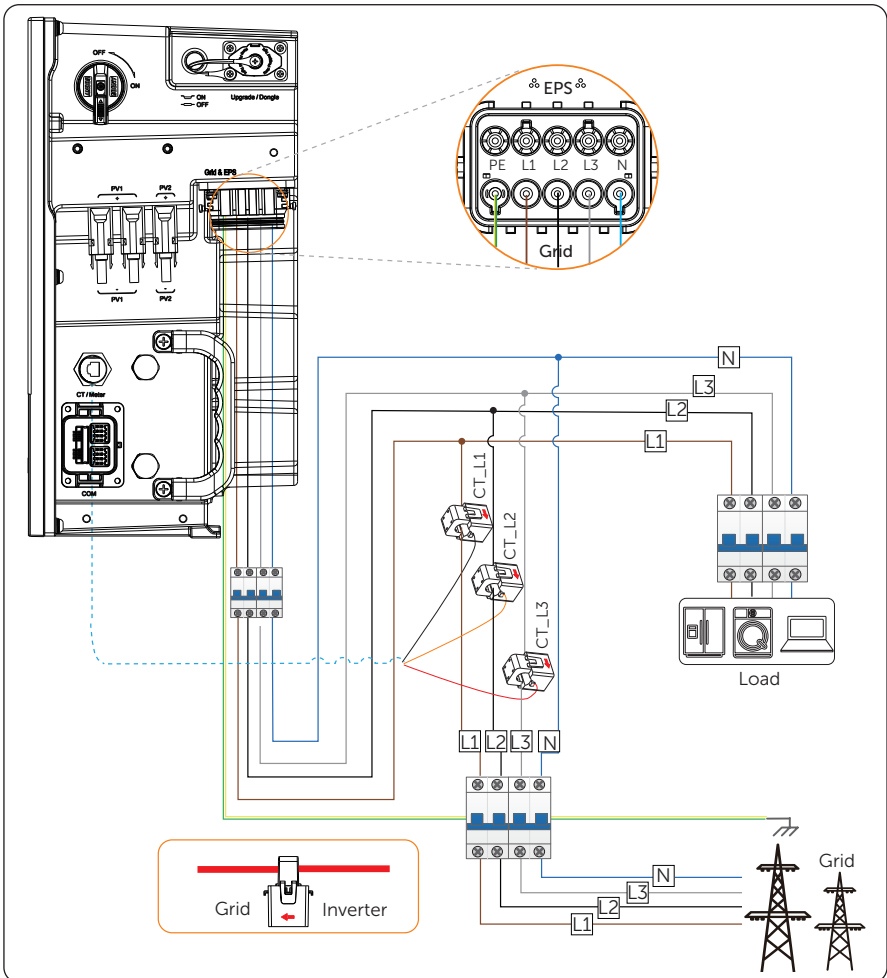 OFF
ON
ON
OFF
Upgrade / Dongle
Grid & EPS
PV1
PV2
+
+
-
-
PV1
PV2
CT / Meter
COM
EPS
PE L1 L2 L3 N
Grid
N
L3
L2
L1
CT_L1
CT_L2
CT_L3
Load
L1 L2 L3 N
Grid
N
L3
L2
L1
Grid Inverter